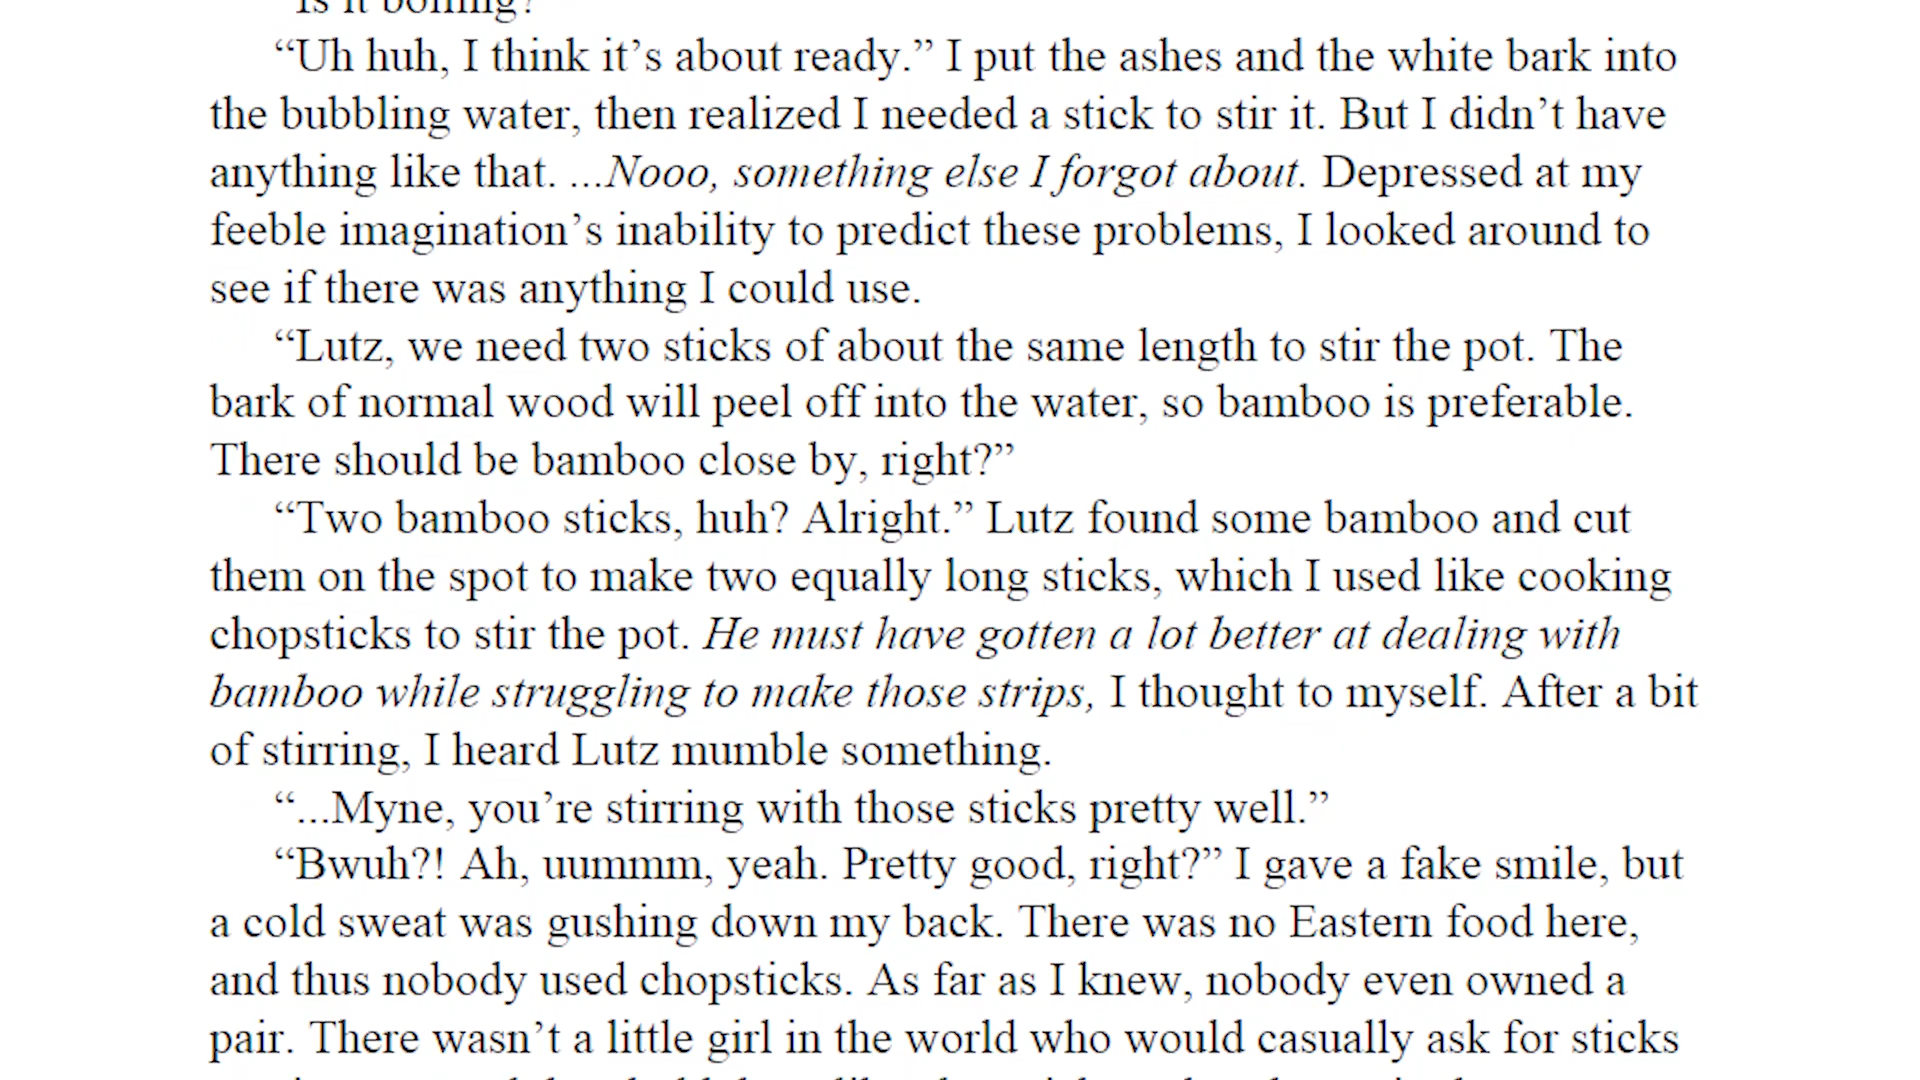 "Is it boiling?"
“Uh huh, I think it’s about ready.” I put the ashes and the white bark into
the bubbling water, then realized I needed a stick to stir it. But I didn’t have
anything like that. ...Nooo, something else I forgot about. Depressed at my
feeble imagination’s inability to predict these problems, I looked around to
see if there was anything I could use.
“Lutz, we need two sticks of about the same length to stir the pot. The
bark of normal wood will peel off into the water, so bamboo is preferable.
There should be bamboo close by, right?”
“Two bamboo sticks, huh? Alright.” Lutz found some bamboo and cut
them on the spot to make two equally long sticks, which I used like cooking
chopsticks to stir the pot. He must have gotten a lot better at dealing with
bamboo while struggling to make those strips, I thought to myself. After a bit
of stirring, I heard Lutz mumble something.
“...Myne, you’re stirring with those sticks pretty well.”
“Bwuh?! Ah, uummm, yeah. Pretty good, right?” I gave a fake smile, but
a cold sweat was gushing down my back. There was no Eastern food here,
and thus nobody used chopsticks. As far as I knew, nobody even owned a
pair. There wasn’t a little girl in the world who would casually ask for sticks